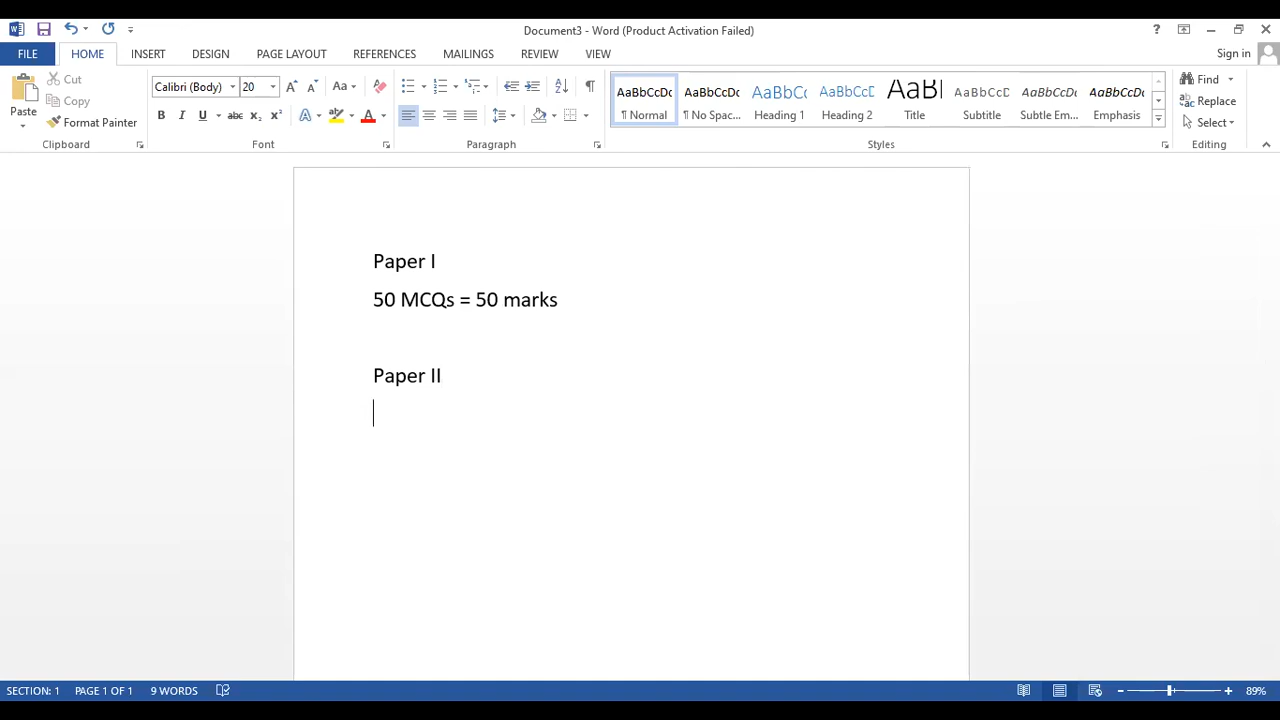 Document3 - Word (Product Activation Failed)
Sign in
FILE HOME INSERT DESIGN PAGE LAYOUT REFERENCES MAILINGS REVIEW VIEW
Paste
Cut
Copy
Format Painter
Clipboard
Calibri (Body) 20
Font
Paragraph
AaBbCcDc AaBbCcDc AaBbCc AaBbCcD AaBl AaBbCcD AaBbCcDc AaBbCcDc
¶ Normal ¶ No Spac... Heading 1 Heading 2 Title Subtitle Subtle Em... Emphasis
Styles
Find
Replace
Select
Editing
Paper I
50 MCQs = 50 marks
Paper II
SECTION: 1 PAGE 1 OF 1 9 WORDS 89%